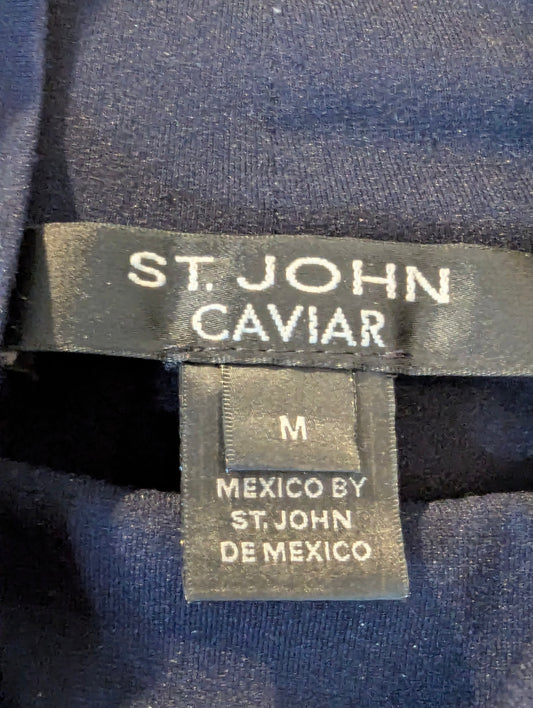 ST. JOHN
CAVIAR
M
MEXICO BY
ST. JOHN
DE MEXICO